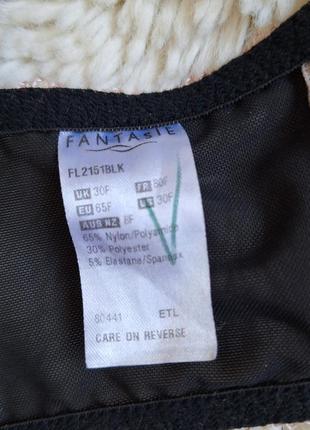 FANTASIE
FL2151BLK
UK 30F FR 80F
EU 65F US 30F
AUS NZ 8F
65% Nylon/Polyamide
30% Polyester
5% Elastane/Spandex
80441 ETL
CARE ON REVERSE